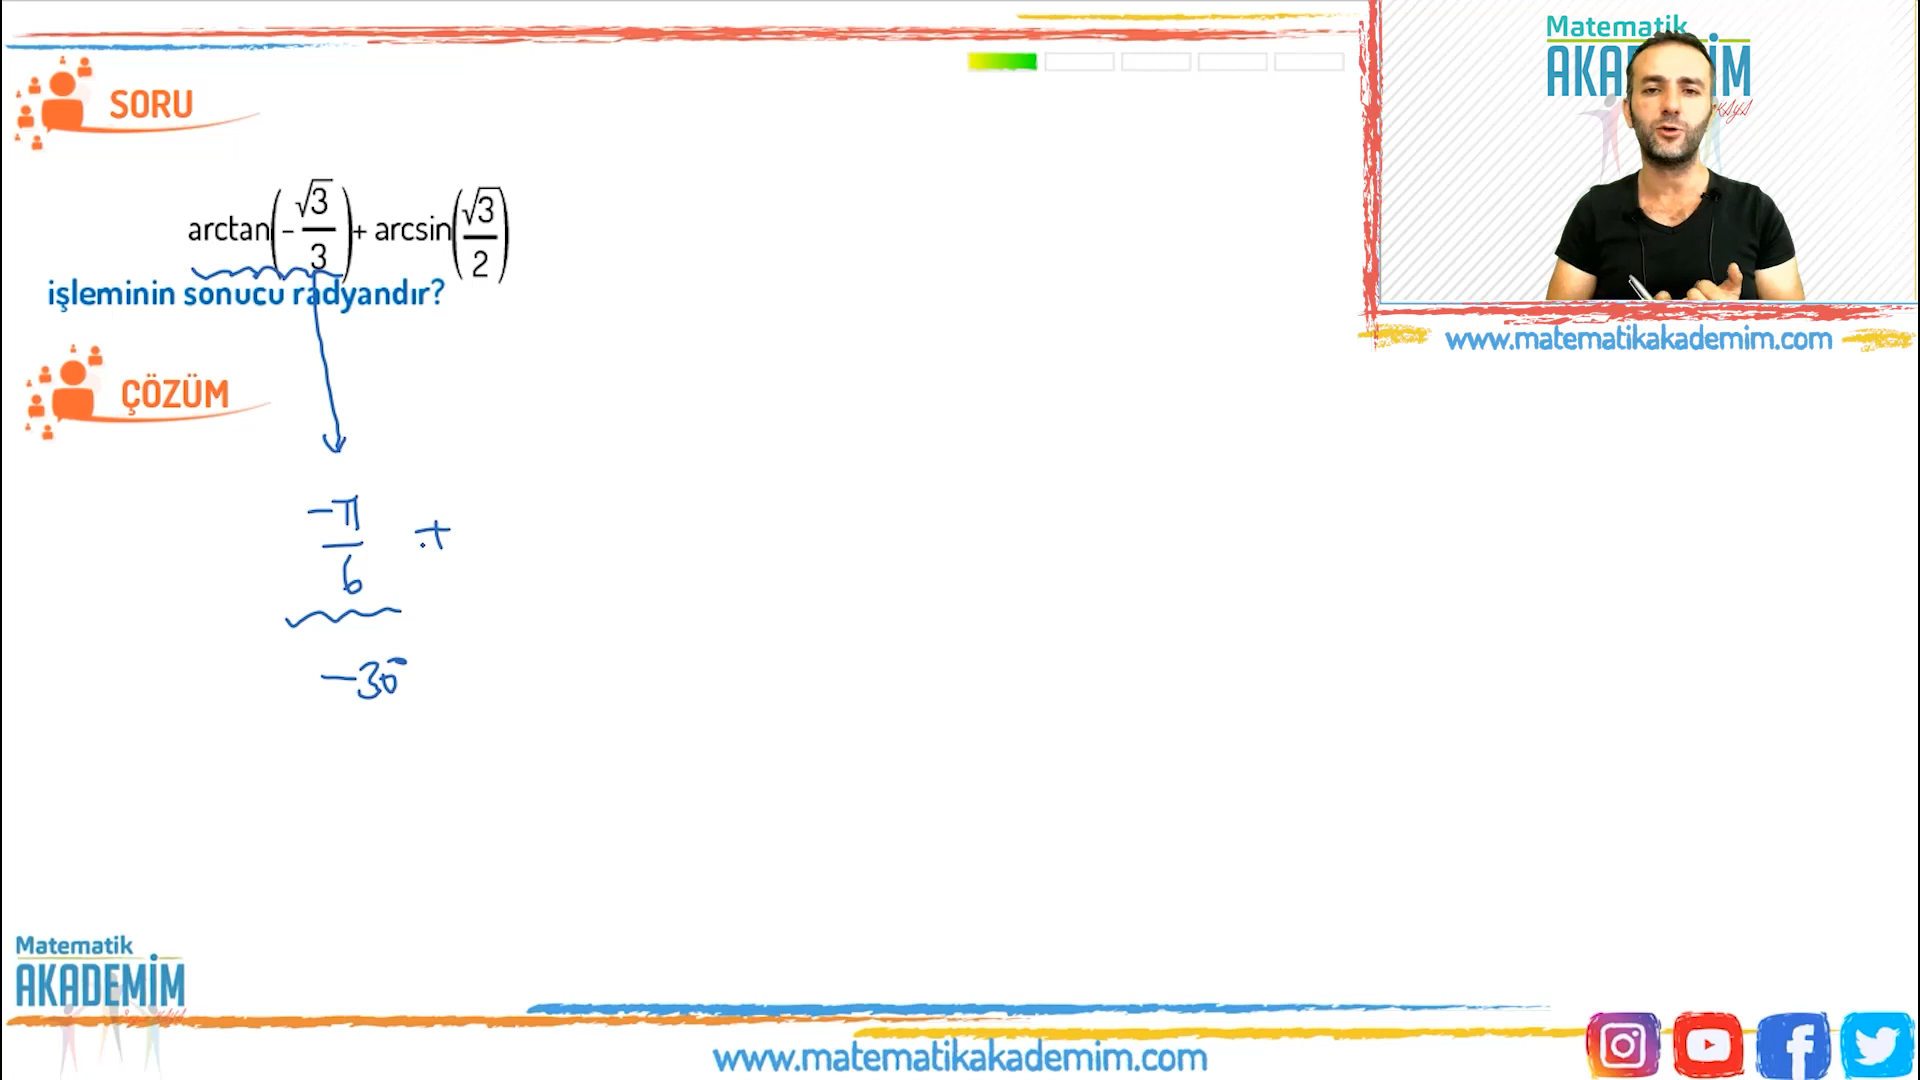 SORU
arctan(-√3/3)+ arcsin(√3/2)
işleminin sonucu radyandır?
ÇÖZÜM
-π/6 +
-30°
Matematik
AKADEMİM
www.matematikakademim.com
Matematik
AKADEMİM
www.matematikakademim.com